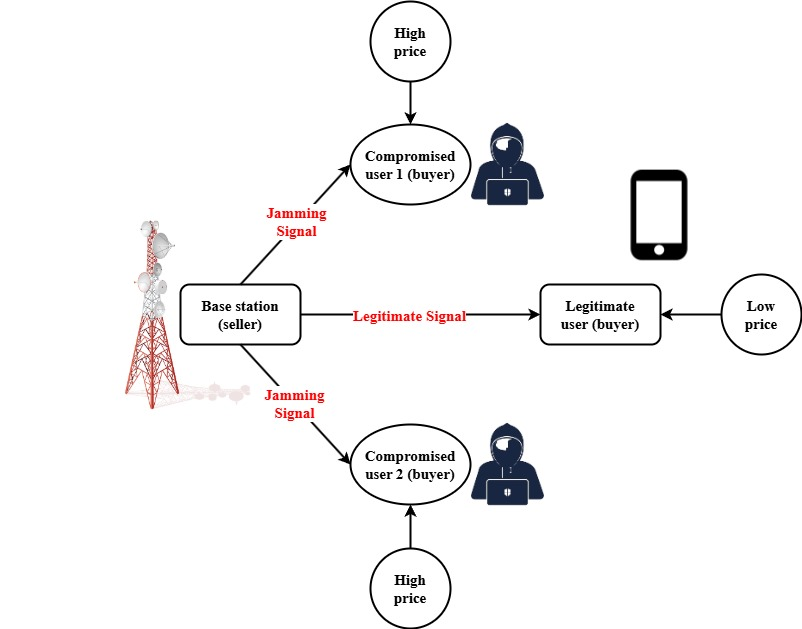 High
price
Compromised
user 1 (buyer)
Jamming
Signal
Base station
(seller)
Legitimate Signal
Legitimate
user (buyer)
Low
price
Jamming
Signal
Compromised
user 2 (buyer)
High
price